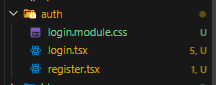 auth
login.module.css U
login.tsx 5, U
register.tsx 1, U